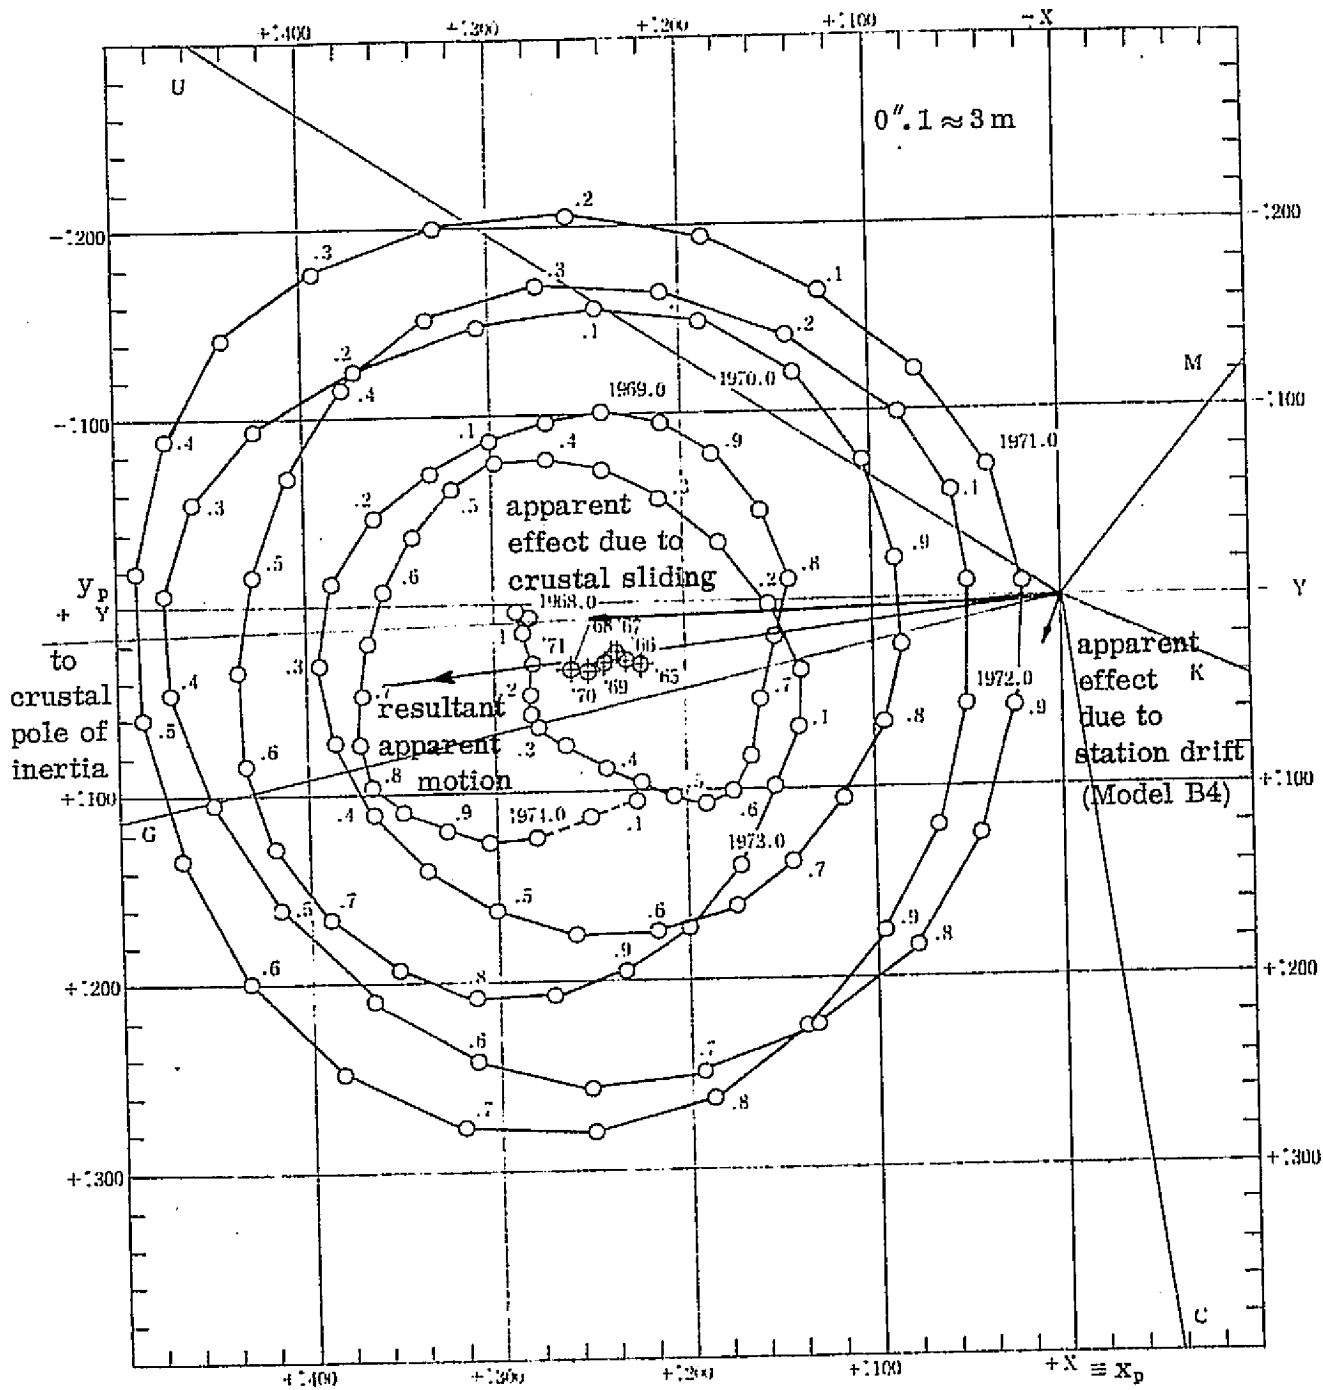 +".400 +".300 +".200 +".100 -X
U
0".1 ≈ 3 m
.2
-".200 -".200
.3
.1
.3
.1
.2
.2
.4
1970.0
M
1969.0
-".100 -".100
.1
.4
.9
1971.0
.4
.3
.2
.5
.1
apparent
effect due to
crustal sliding
.5
.6
.2
.8
.9
y_p
+ Y
- Y
1968.0
to
crustal
pole of
inertia
'71
'68
'67
'66
'65
'70
'69
.1
.3
.2
.7
.7
1972.0
.9
apparent
effect
due to
station drift
(Model B4)
K
.4
.5
resultant
apparent
motion
.3
.8
.1
.6
.4
.5
+".100 +".100
G
.8
.9
1974.0
.1
.6
1973.0
.4
.7
.7
.5
.5
.6
.9
.9
.8
.6
.8
+".200 +".200
.6
.7
.7
.8
+".300 +".300
C
+".400 +".300 +".200 +".100 +X ≡ x_p